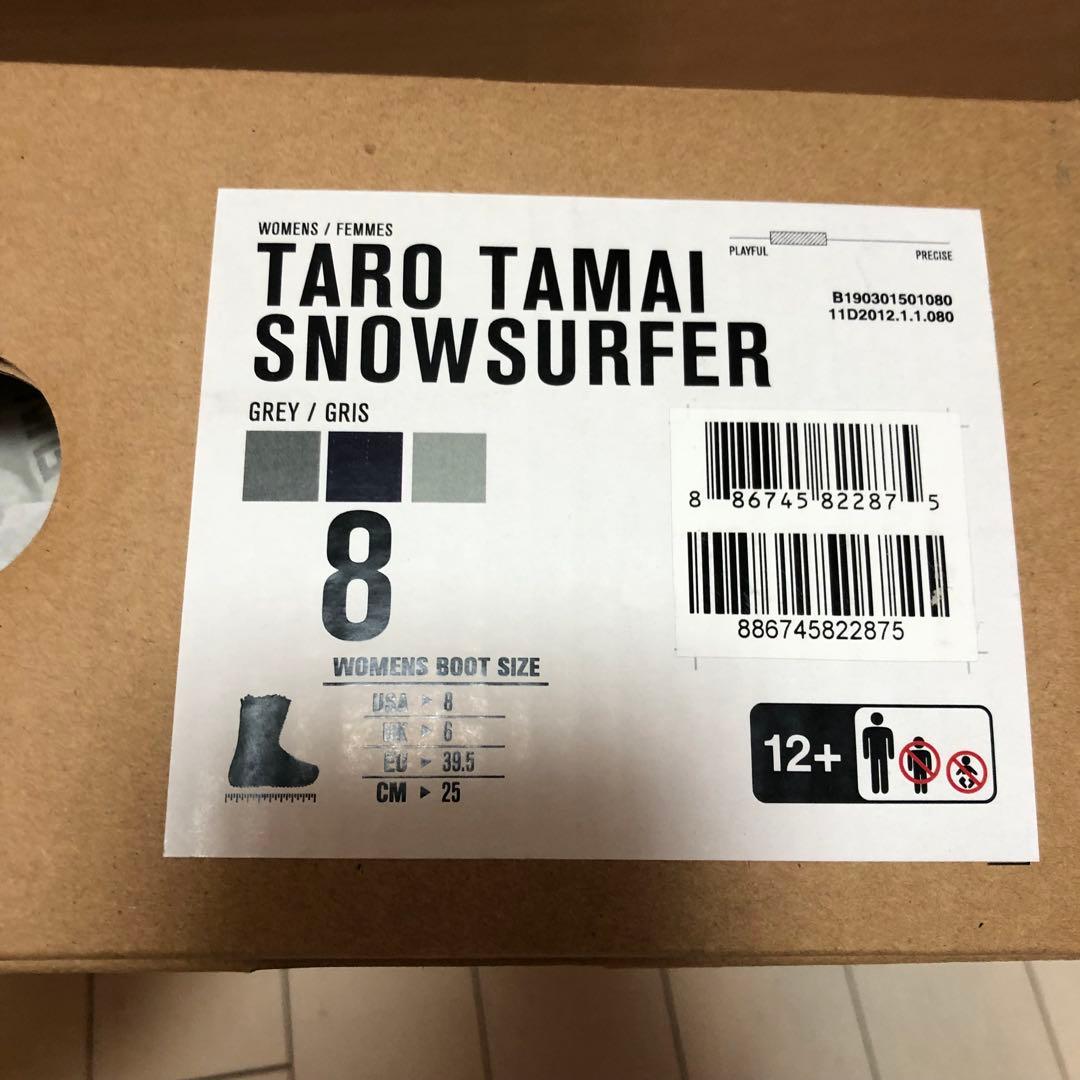 WOMENS / FEMMES
TARO TAMAI
SNOWSURFER
PLAYFUL
PRECISE
B190301501080
11D2012.1.1.080
GREY / GRIS
8
8 86745 82287 5
886745822875
WOMENS BOOT SIZE
USA ▶ 8
UK ▶ 6
EU ▶ 39.5
CM ▶ 25
12+